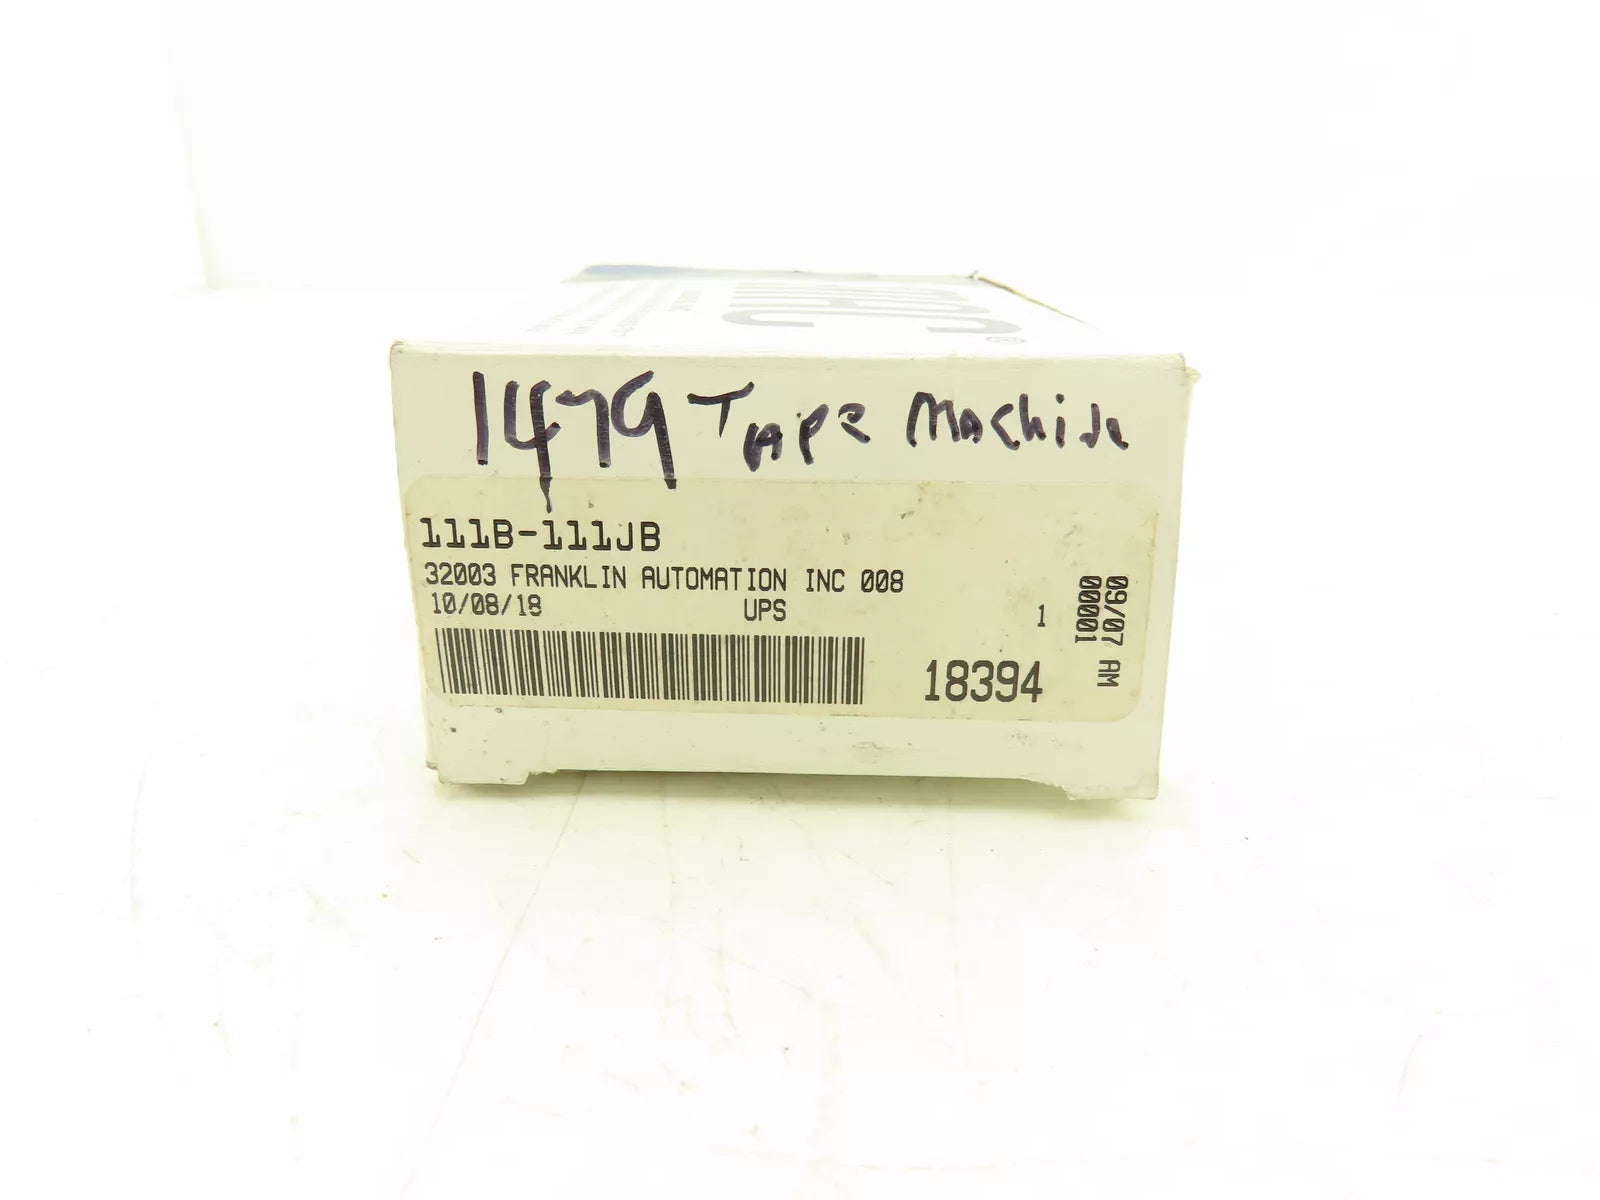 ®
1479 Tape Machine
111B-111JB
32003 FRANKLIN AUTOMATION INC 008
10/08/18 UPS 1
18394
09/07 AM
000001